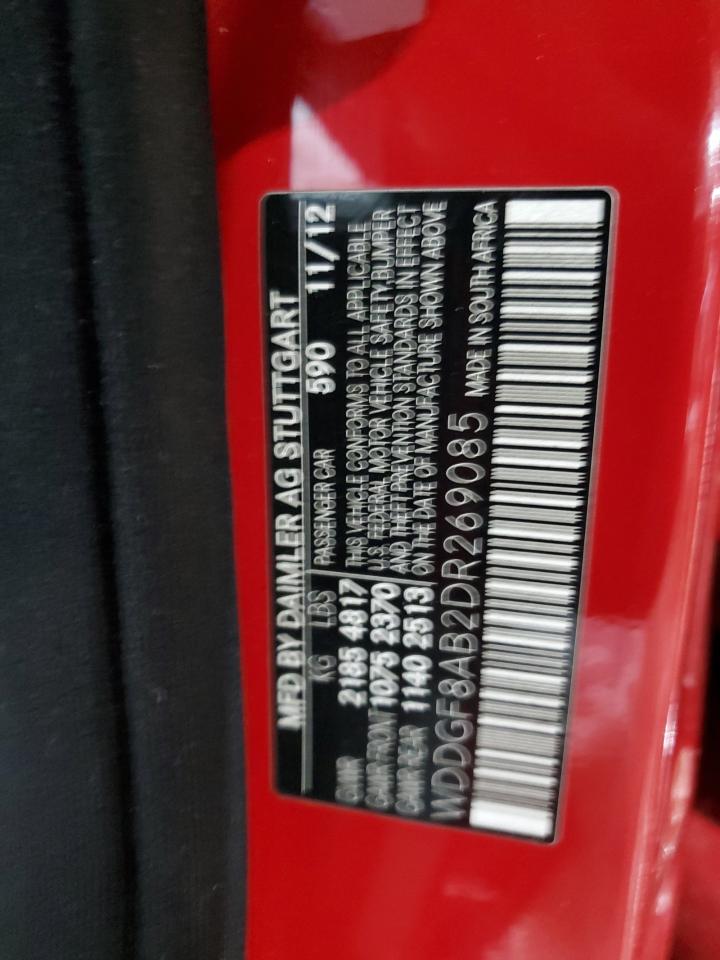 MFD BY DAIMLER AG STUTTGART
KG LBS PASSENGER CAR 590 11/12
GVWR 2185 4817
GAWR FRONT 1075 2370
GAWR REAR 1140 2513
THIS VEHICLE CONFORMS TO ALL APPLICABLE
U.S. FEDERAL MOTOR VEHICLE SAFETY,BUMPER
AND THEFT PREVENTION STANDARDS IN EFFECT
ON THE DATE OF MANUFACTURE SHOWN ABOVE
WDDGF8AB2DR269085 MADE IN SOUTH AFRICA